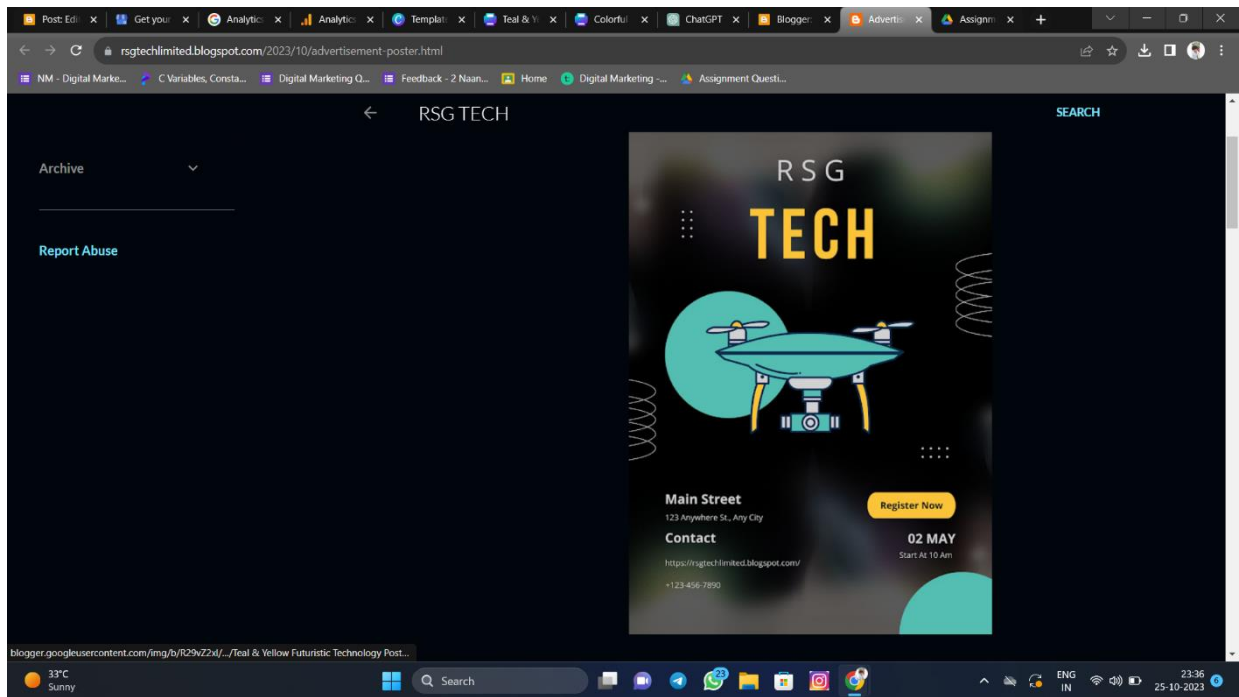 Post: Edi
Get your
Analytic
Analytics
Template
Teal & Y
Colorful
ChatGPT
Blogger:
Advertis
Assignm
rsgtechlimited.blogspot.com/2023/10/advertisement-poster.html
NM - Digital Marke...
C Variables, Consta...
Digital Marketing Q...
Feedback - 2 Naan...
Home
Digital Marketing -...
Assignment Questi...
RSG TECH
SEARCH
Archive
Report Abuse
RSG
TECH
Main Street
123 Anywhere St., Any City
Contact
https://rsgtechlimited.blogspot.com/
+123-456-7890
Register Now
02 MAY
Start At 10 Am
blogger.googleusercontent.com/img/b/R29vZ2xl/.../Teal & Yellow Futuristic Technology Post...
33°C
Sunny
Search
23
ENG
IN
23:36
25-10-2023
6